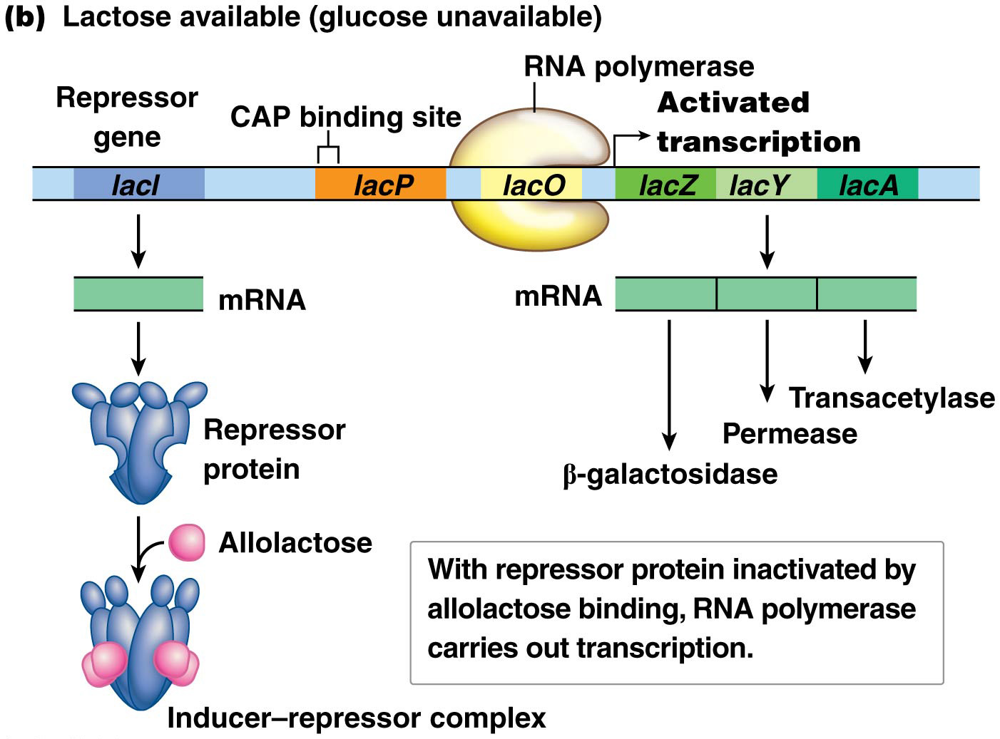 (b) Lactose available (glucose unavailable)
RNA polymerase
Activated
transcription
Repressor
gene
CAP binding site
lacI
lacP
lacO
lacZ
lacY
lacA
mRNA
mRNA
Repressor
protein
Transacetylase
Permease
β-galactosidase
Allolactose
With repressor protein inactivated by
allolactose binding, RNA polymerase
carries out transcription.
Inducer–repressor complex